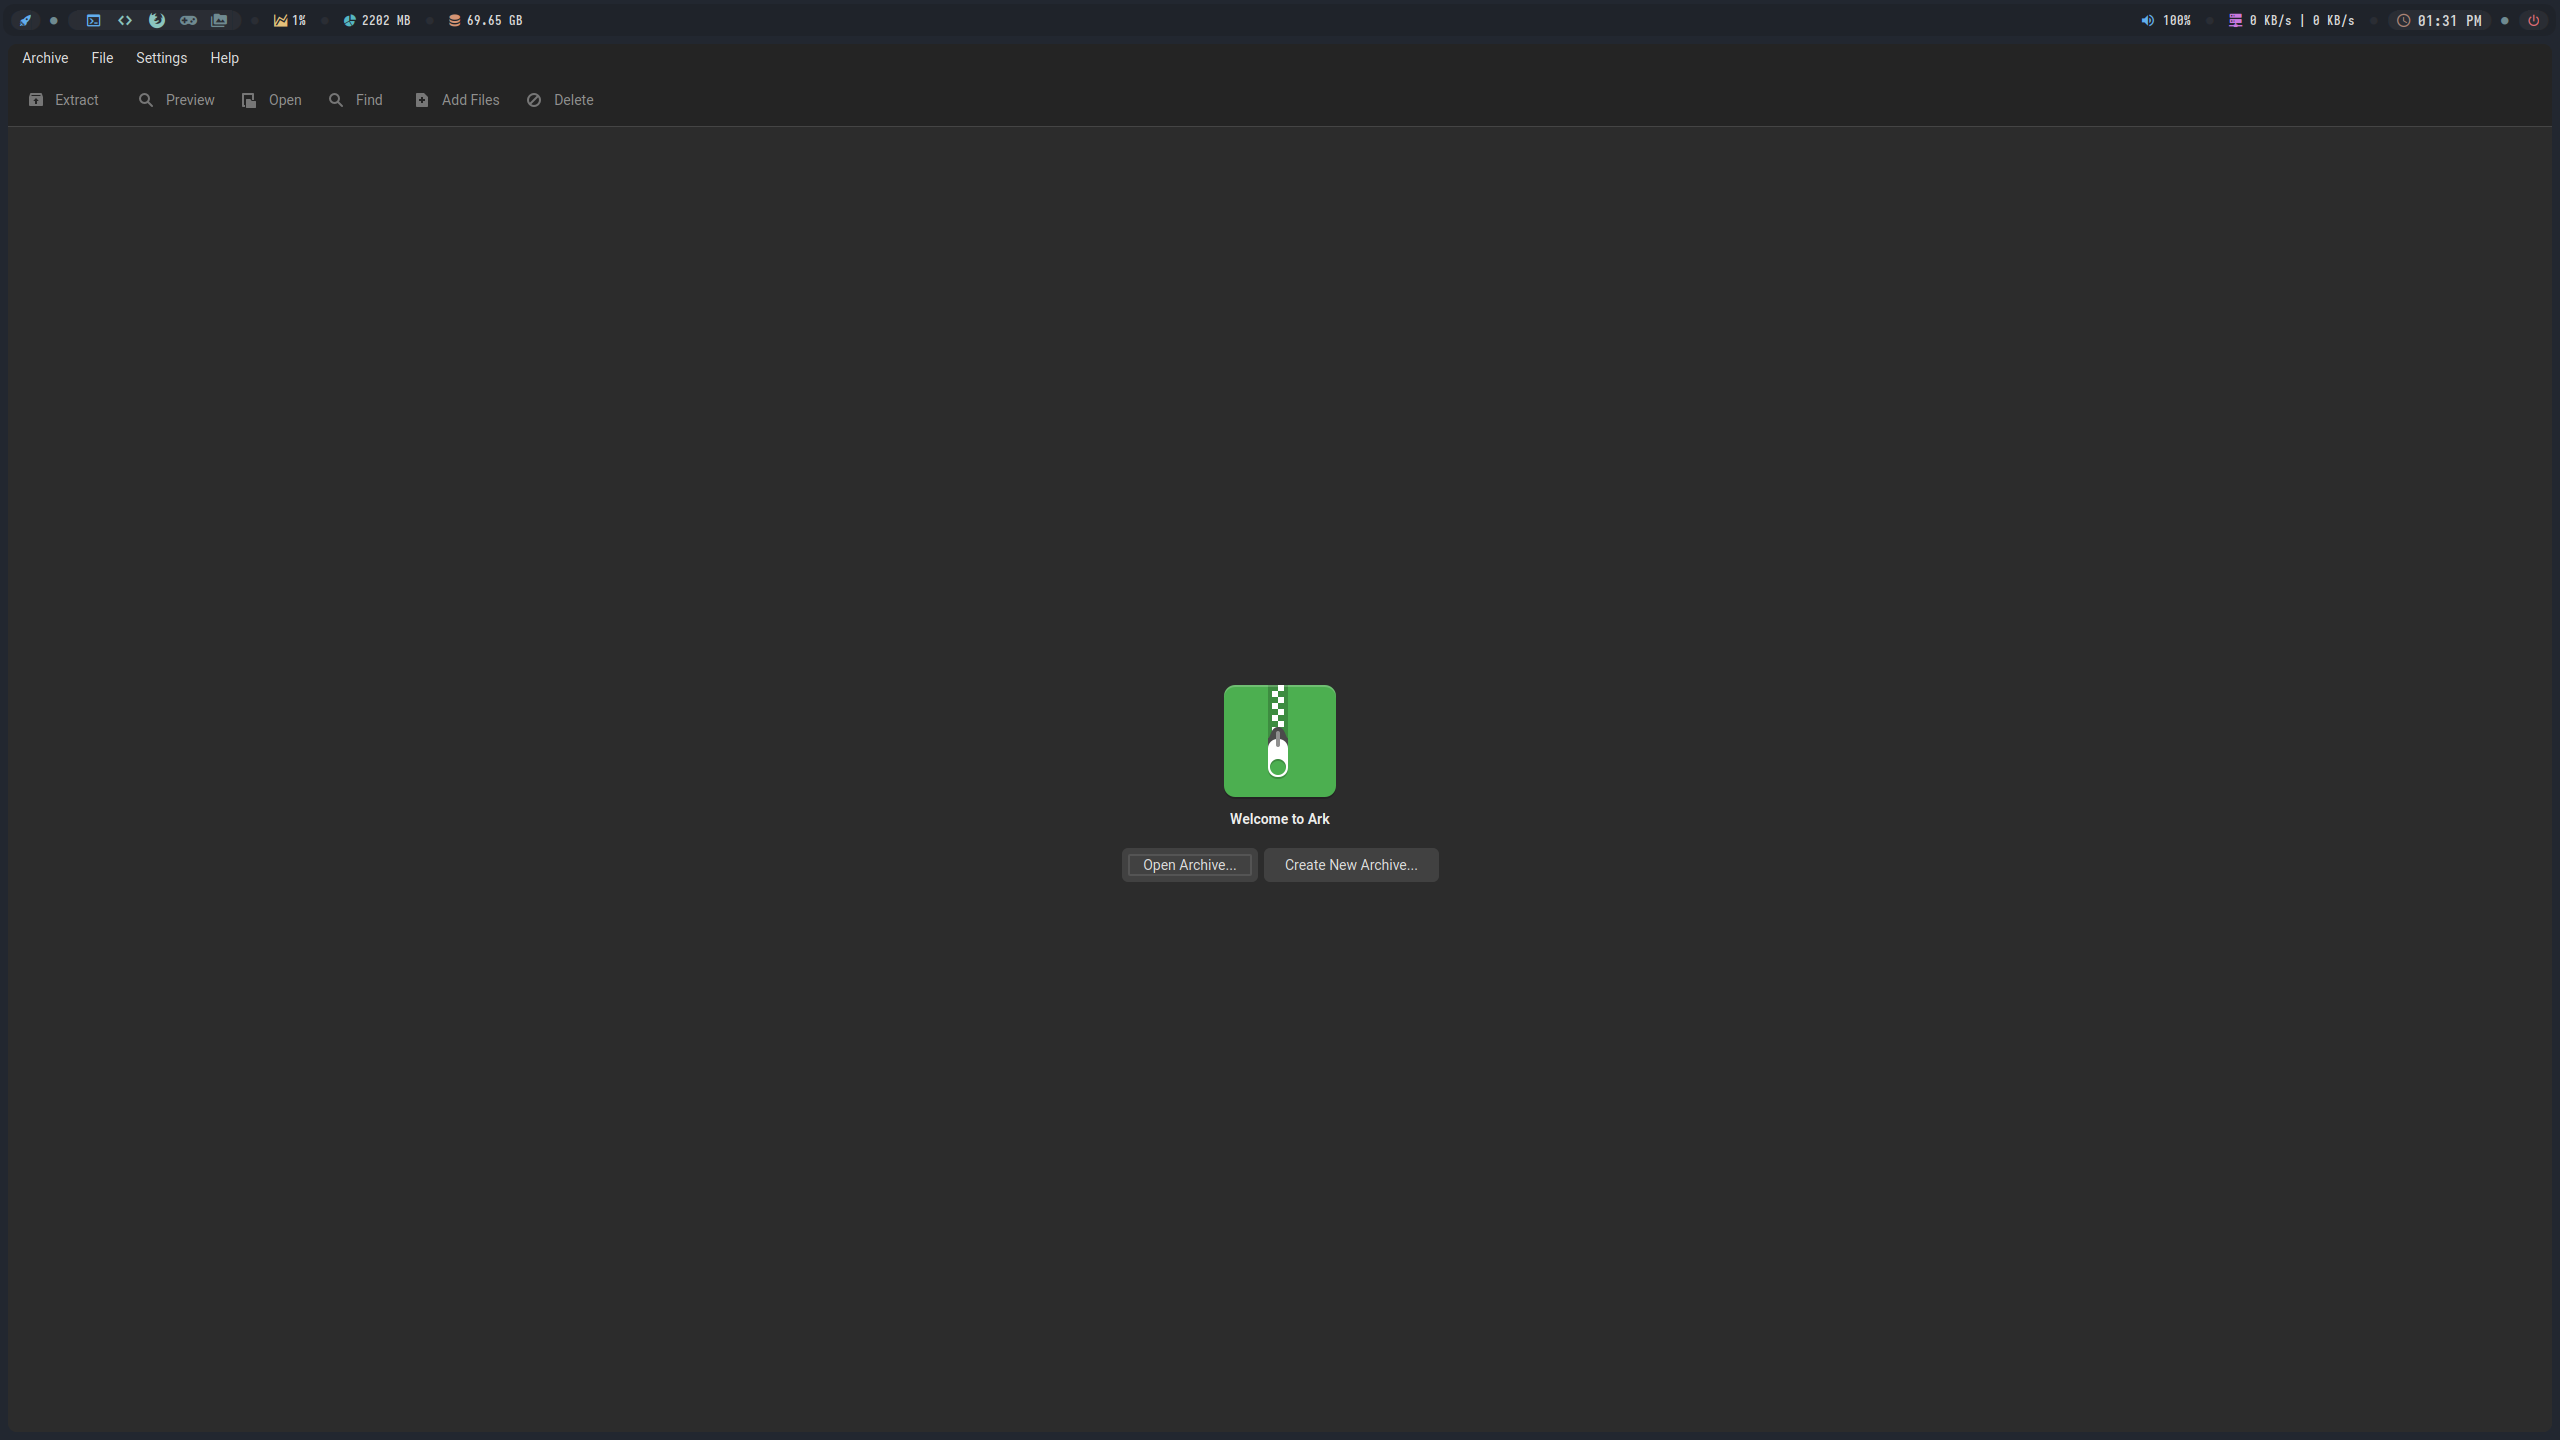 1% 2202 MB 69.65 GB 100% 0 KB/s | 0 KB/s 01:31 PM
Archive File Settings Help
Extract Preview Open Find Add Files Delete
Welcome to Ark
Open Archive... Create New Archive...